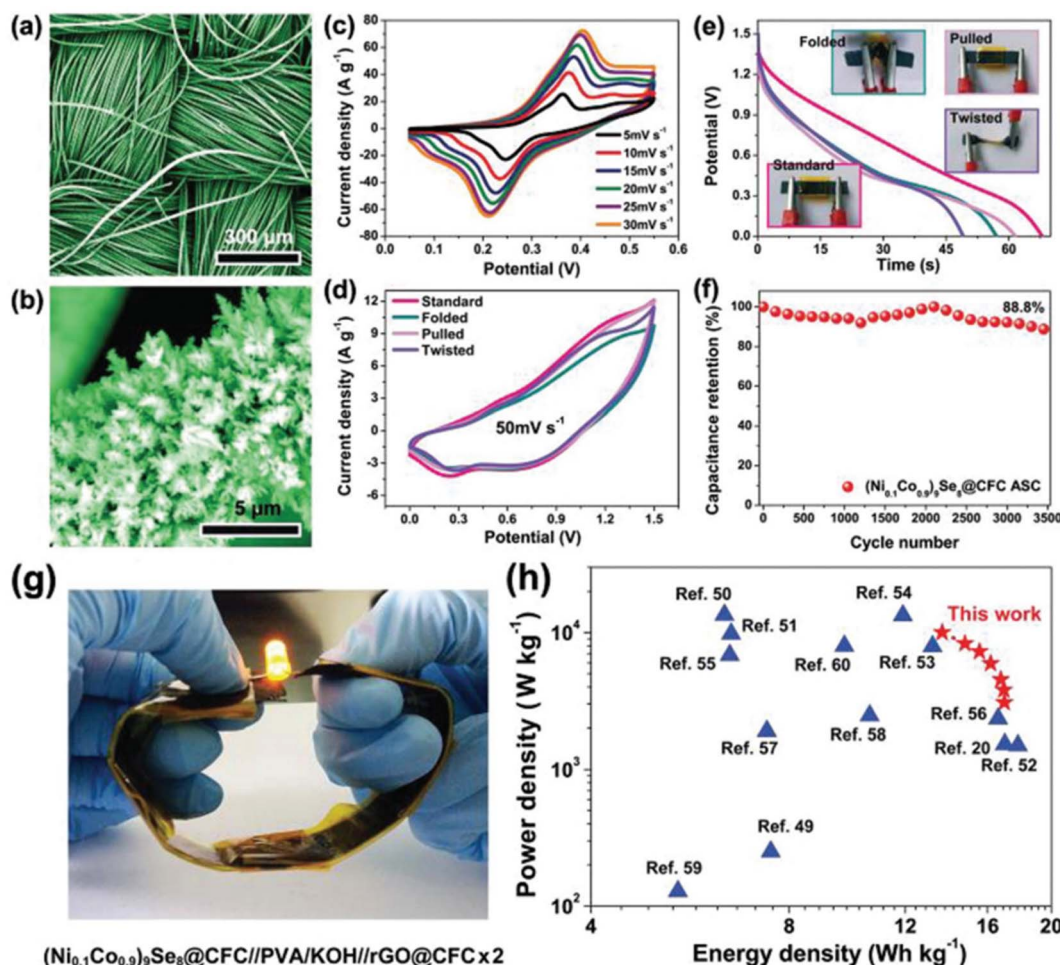 (a)
300 µm
(b)
5 µm
(c)
Current density (A g⁻¹)
80
60
40
20
0
-20
-40
-60
-80
5mV s⁻¹
10mV s⁻¹
15mV s⁻¹
20mV s⁻¹
25mV s⁻¹
30mV s⁻¹
0.0 0.1 0.2 0.3 0.4 0.5 0.6
Potential (V)
(d)
Current density (A g⁻¹)
12
9
6
3
0
-3
-6
Standard
Folded
Pulled
Twisted
50mV s⁻¹
0.0 0.3 0.6 0.9 1.2 1.5
Potential (V)
(e)
Potential (V)
1.5
1.2
0.9
0.6
0.3
0.0
Folded
Pulled
Twisted
Standard
0 15 30 45 60
Time (s)
(f)
Capacitance retention (%)
100
80
60
40
20
0
88.8%
(Ni₀.₁Co₀.₉)₉Se₈@CFC ASC
0 500 1000 1500 2000 2500 3000 3500
Cycle number
(g)
(Ni₀.₁Co₀.₉)₉Se₈@CFC//PVA/KOH//rGO@CFC x 2
(h)
Power density (W kg⁻¹)
10⁴
10³
10²
Ref. 50
Ref. 54
This work
Ref. 51
Ref. 55
Ref. 60
Ref. 53
Ref. 56
Ref. 57
Ref. 58
Ref. 20
Ref. 52
Ref. 49
Ref. 59
4 8 12 16 20
Energy density (Wh kg⁻¹)